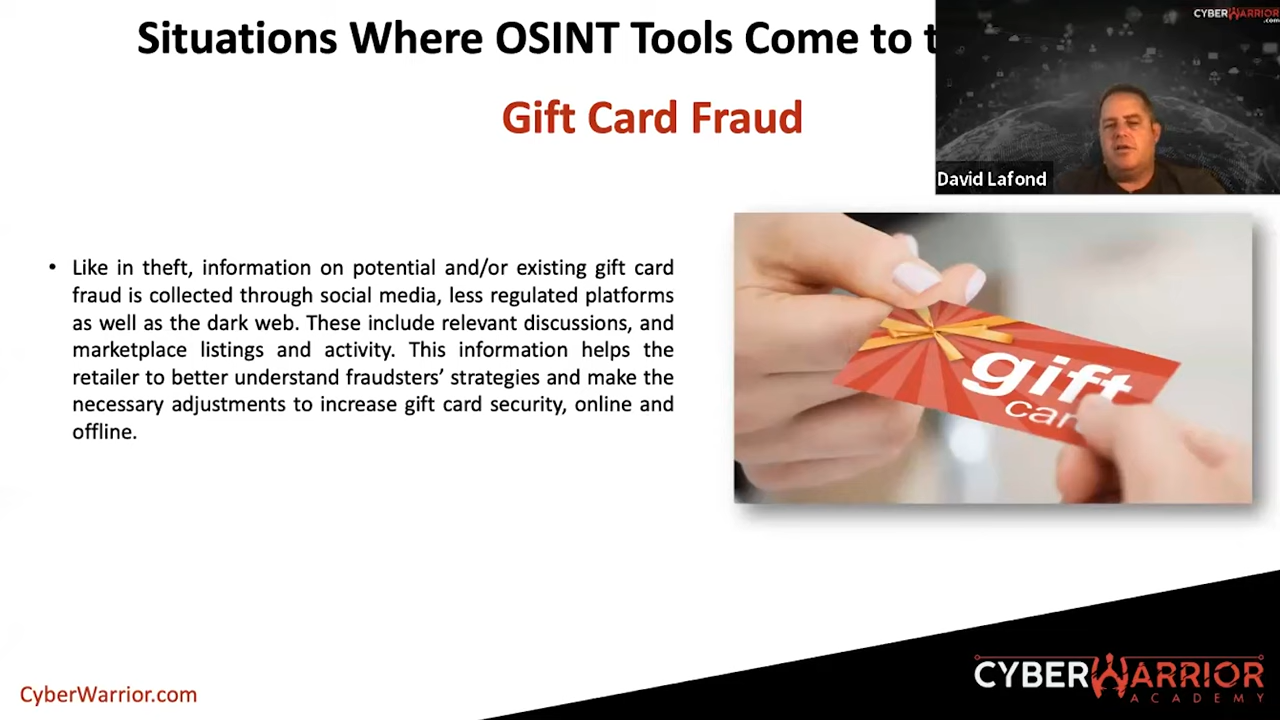 Situations Where OSINT Tools Come to
Gift Card Fraud
CYBERWARRIOR
.com
David Lafond
• Like in theft, information on potential and/or existing gift card
fraud is collected through social media, less regulated platforms
as well as the dark web. These include relevant discussions, and
marketplace listings and activity. This information helps the
retailer to better understand fraudsters’ strategies and make the
necessary adjustments to increase gift card security, online and
offline.
gift
CyberWarrior.com
CYBERWARRIOR
ACADEMY